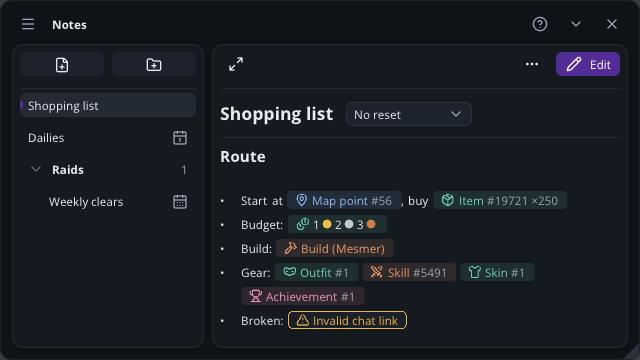 Notes
Edit
Shopping list
Dailies
Raids 1
Weekly clears
Shopping list No reset
Route
• Start at Map point #56 , buy Item #19721 ×250
• Budget: 1 2 3
• Build: Build (Mesmer)
• Gear: Outfit #1 Skill #5491 Skin #1
Achievement #1
• Broken: Invalid chat link